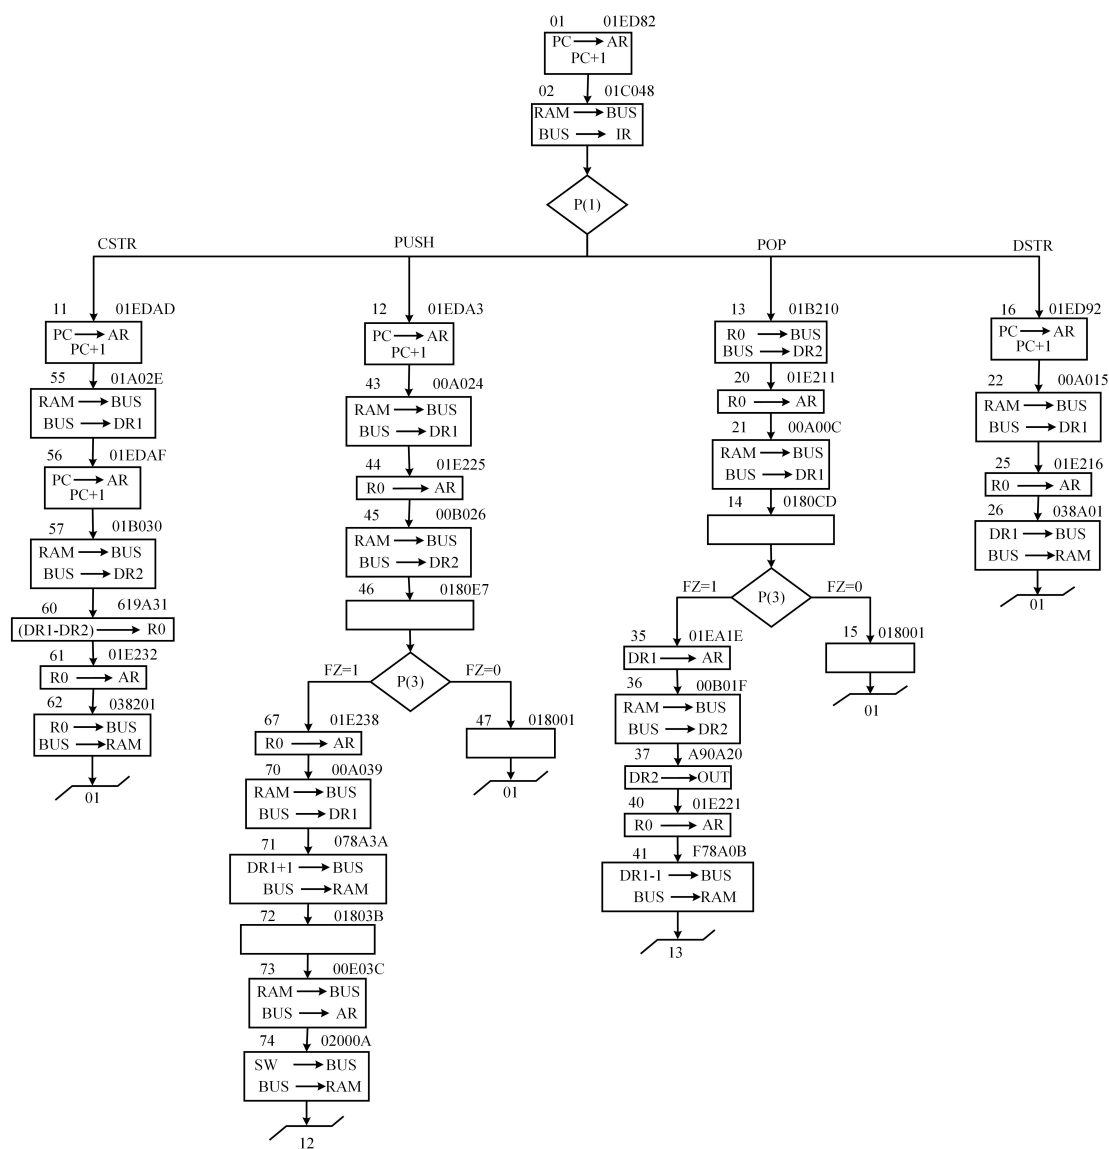 01 01ED82
PC AR
PC+1
02 01C048
RAM BUS
BUS IR
P(1)
CSTR
11 01EDAD
PC AR
PC+1
55 01A02E
RAM BUS
BUS DR1
56 01EDAF
PC AR
PC+1
57 01B030
RAM BUS
BUS DR2
60 619A31
(DR1-DR2) R0
61 01E232
R0 AR
62 038201
R0 BUS
BUS RAM
01
PUSH
12 01EDA3
PC AR
PC+1
43 00A024
RAM BUS
BUS DR1
44 01E225
R0 AR
45 00B026
RAM BUS
BUS DR2
46 0180E7
P(3)
FZ=1
FZ=0
67 01E238
R0 AR
70 00A039
RAM BUS
BUS DR1
71 078A3A
DR1+1 BUS
BUS RAM
72 01803B
73 00E03C
RAM BUS
BUS AR
74 02000A
SW BUS
BUS RAM
12
47 018001
01
POP
13 01B210
R0 BUS
BUS DR2
20 01E211
R0 AR
21 00A00C
RAM BUS
BUS DR1
14 0180CD
P(3)
FZ=1
FZ=0
35 01EA1E
DR1 AR
36 00B01F
RAM BUS
BUS DR2
37 A90A20
DR2 OUT
40 01E221
R0 AR
41 F78A0B
DR1-1 BUS
BUS RAM
13
15 018001
01
DSTR
16 01ED92
PC AR
PC+1
22 00A015
RAM BUS
BUS DR1
25 01E216
R0 AR
26 038A01
DR1 BUS
BUS RAM
01